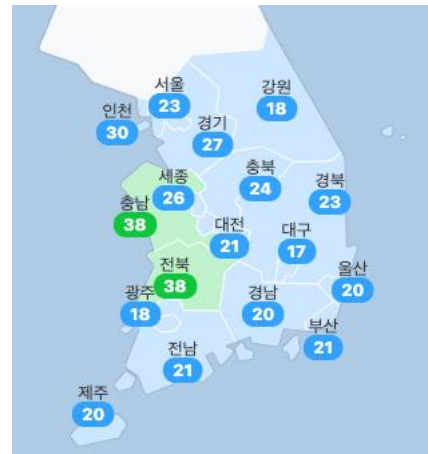 서울
23
강원
18
인천
30
경기
27
충북
24
세종
26
경북
23
충남
38
대전
21
대구
17
전북
38
울산
20
광주
18
경남
20
부산
21
전남
21
제주
20